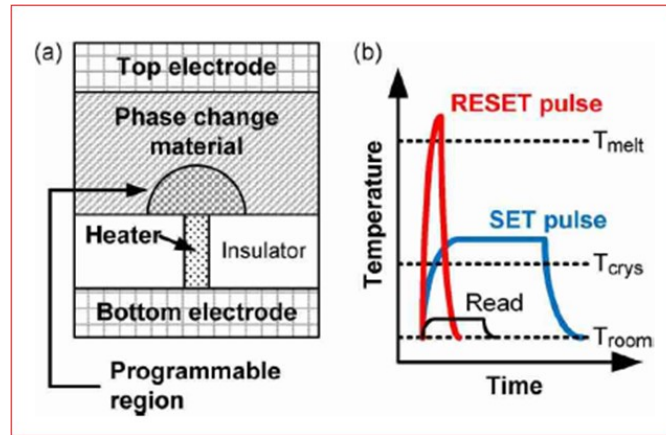 (a)
Top electrode
Phase change
material
Heater
Insulator
Bottom electrode
Programmable
region
(b)
RESET pulse
Tmelt
SET pulse
Tcrys
Read
Troom
Temperature
Time